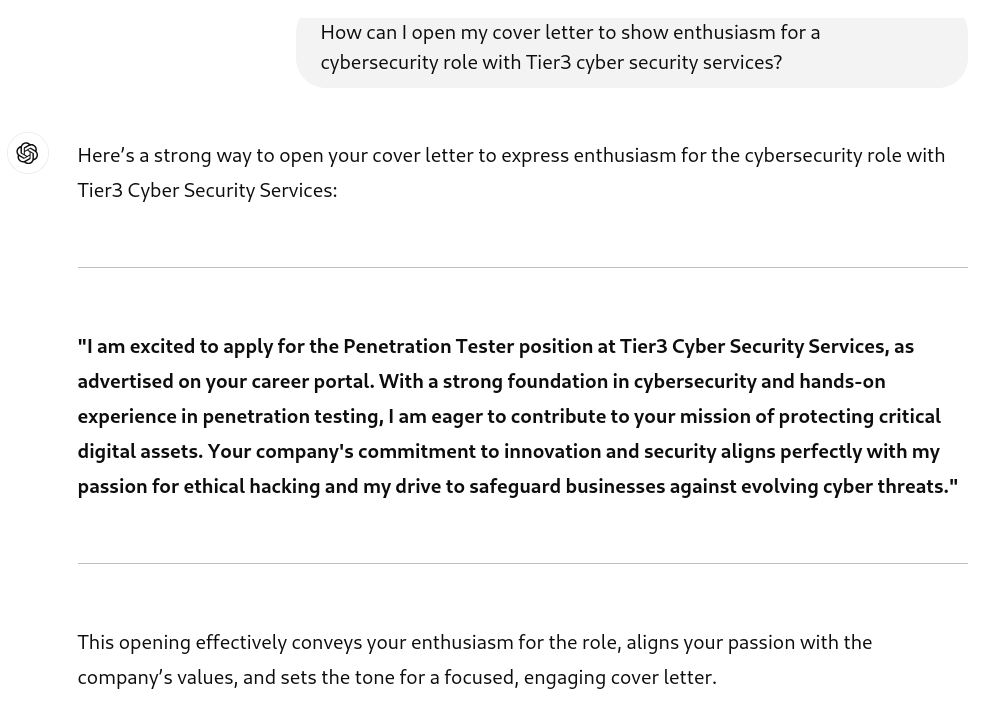 How can I open my cover letter to show enthusiasm for a
cybersecurity role with Tier3 cyber security services?
Here’s a strong way to open your cover letter to express enthusiasm for the cybersecurity role with
Tier3 Cyber Security Services:
"I am excited to apply for the Penetration Tester position at Tier3 Cyber Security Services, as
advertised on your career portal. With a strong foundation in cybersecurity and hands-on
experience in penetration testing, I am eager to contribute to your mission of protecting critical
digital assets. Your company's commitment to innovation and security aligns perfectly with my
passion for ethical hacking and my drive to safeguard businesses against evolving cyber threats."
This opening effectively conveys your enthusiasm for the role, aligns your passion with the
company’s values, and sets the tone for a focused, engaging cover letter.